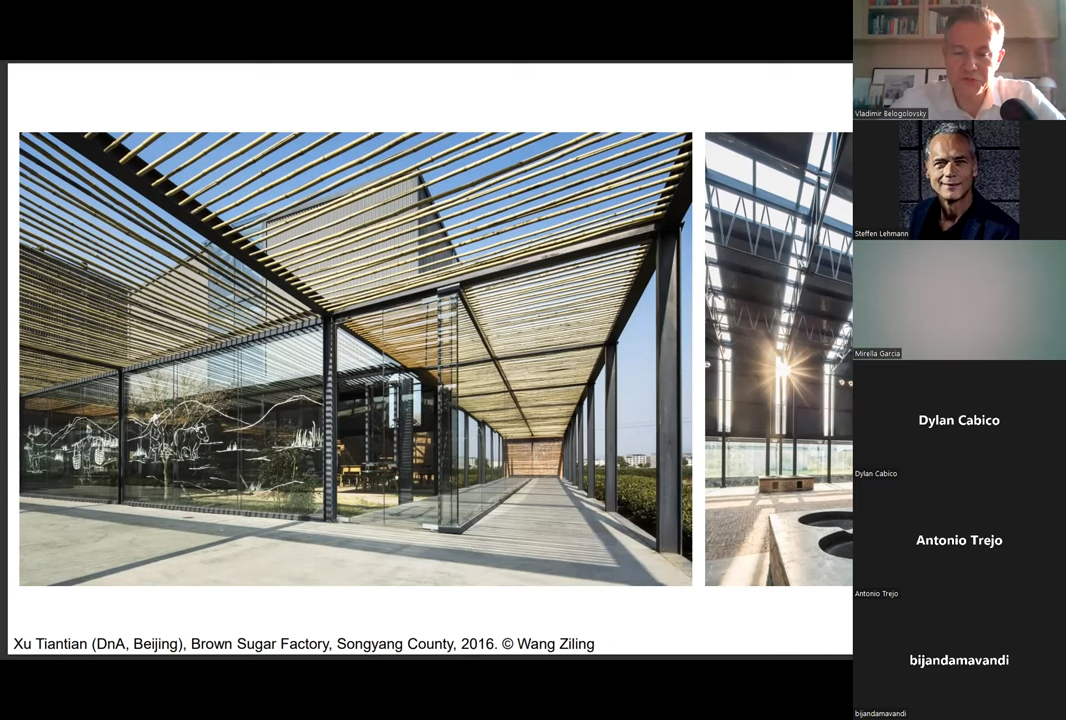 Vladimir Belogolovsky
Steffen Lehmann
Mirella Garcia
Dylan Cabico
Dylan Cabico
Antonio Trejo
Antonio Trejo
bijandamavandi
bijandamavandi
Xu Tiantian (DnA, Beijing), Brown Sugar Factory, Songyang County, 2016. © Wang Ziling